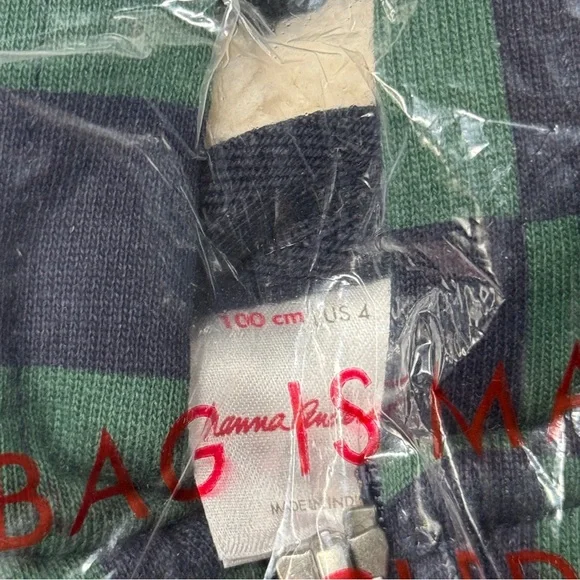 100 cm | US 4
Hanna Andersson
BAG IS MA
MADE IN INDIA